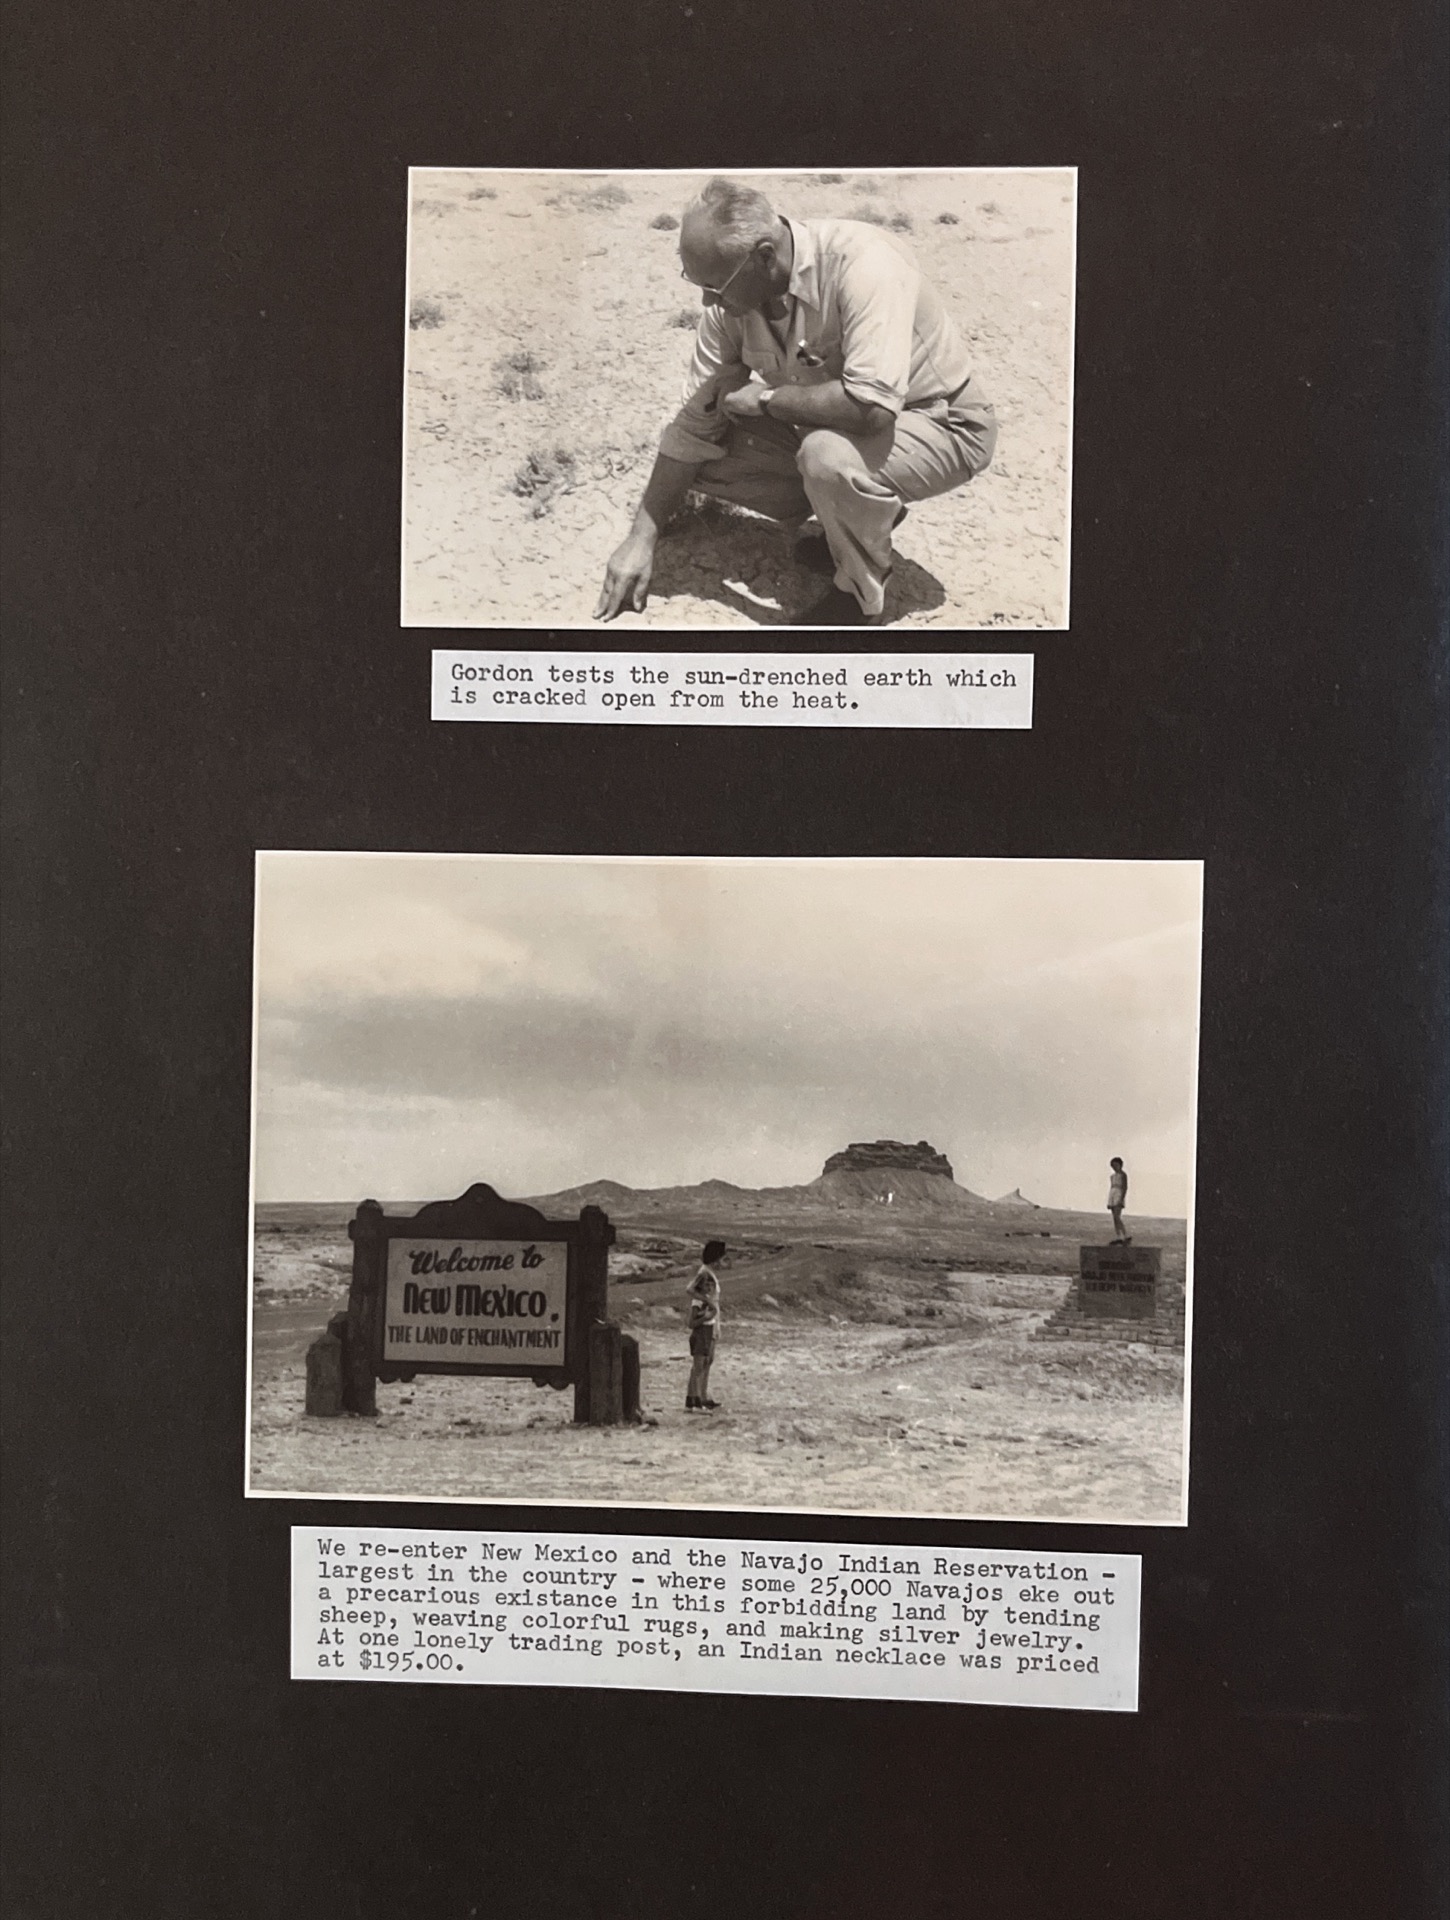 Gordon tests the sun-drenched earth which
is cracked open from the heat.
Welcome to
New Mexico.
THE LAND OF ENCHANTMENT
We re-enter New Mexico and the Navajo Indian Reservation -
largest in the country - where some 25,000 Navajos eke out
a precarious existance in this forbidding land by tending
sheep, weaving colorful rugs, and making silver jewelry.
At one lonely trading post, an Indian necklace was priced
at $195.00.